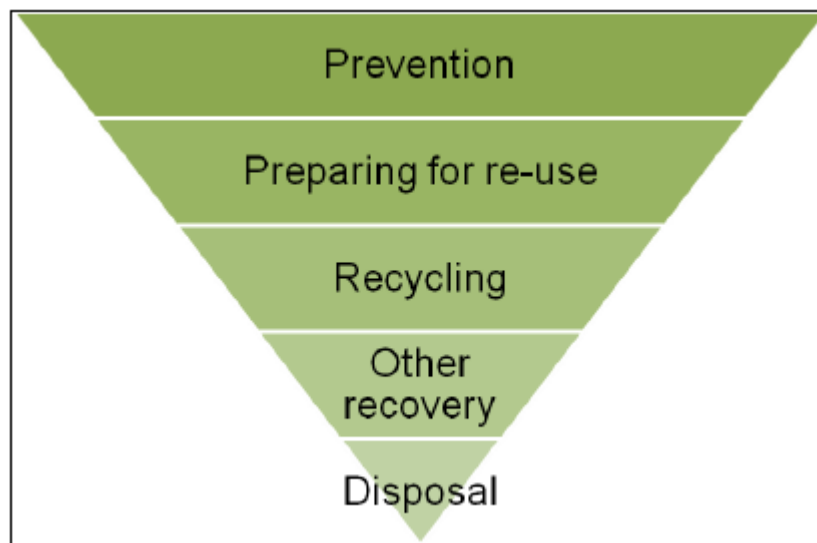 Prevention
Preparing for re-use
Recycling
Other
recovery
Disposal